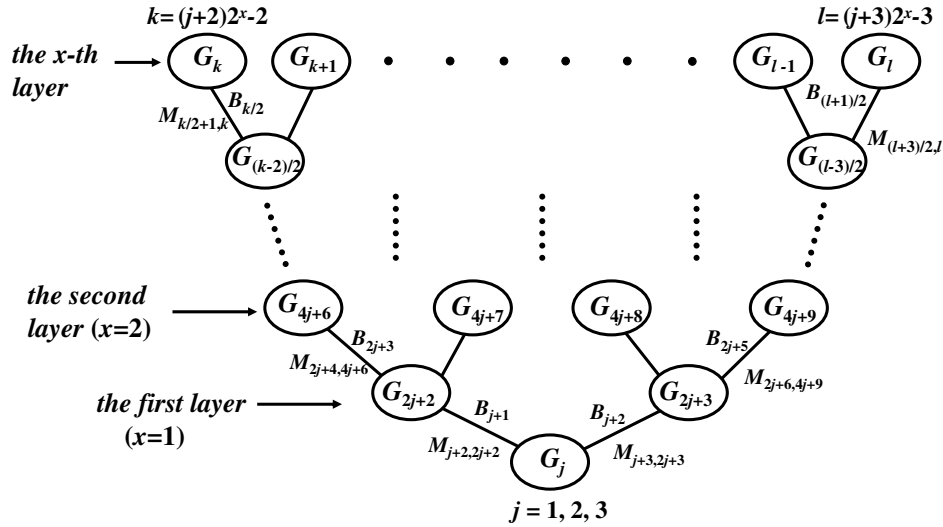 k=(j+2)2ˣ-2 l=(j+3)2ˣ-3
the x-th
layer
G_k G_{k+1} G_{l-1} G_l
B_{k/2} B_{(l+1)/2}
M_{k/2+1,k} M_{(l+3)/2,l}
G_{(k-2)/2} G_{(l-3)/2}
the second
layer (x=2)
G_{4j+6} G_{4j+7} G_{4j+8} G_{4j+9}
B_{2j+3} B_{2j+5}
M_{2j+4,4j+6} M_{2j+6,4j+9}
G_{2j+2} G_{2j+3}
the first layer
(x=1)
B_{j+1} B_{j+2}
M_{j+2,2j+2} M_{j+3,2j+3}
G_j
j = 1, 2, 3